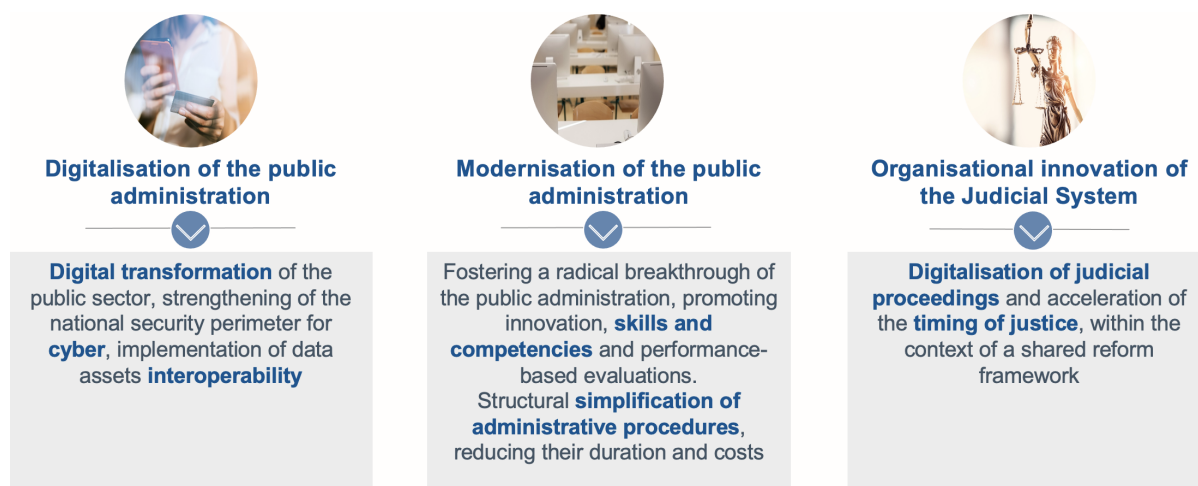 Digitalisation of the public
administration
Digital transformation of the
public sector, strengthening of the
national security perimeter for
cyber, implementation of data
assets interoperability
Modernisation of the public
administration
Fostering a radical breakthrough of
the public administration, promoting
innovation, skills and
competencies and performance-
based evaluations.
Structural simplification of
administrative procedures,
reducing their duration and costs
Organisational innovation of
the Judicial System
Digitalisation of judicial
proceedings and acceleration of
the timing of justice, within the
context of a shared reform
framework